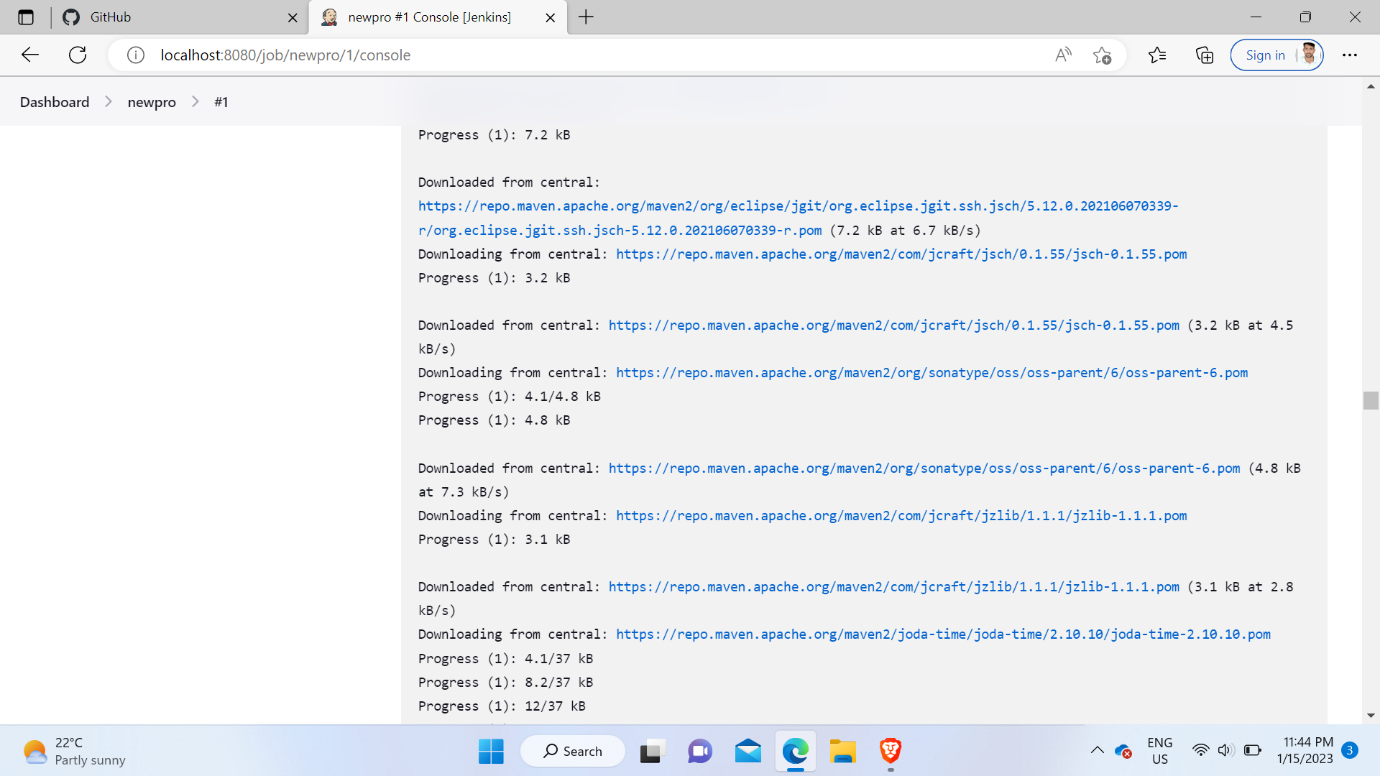 GitHub
newpro #1 Console [Jenkins]
localhost:8080/job/newpro/1/console
A
Sign in
Dashboard
newpro
#1
Progress (1): 7.2 kB
Downloaded from central:
https://repo.maven.apache.org/maven2/org/eclipse/jgit/org.eclipse.jgit.ssh.jsch/5.12.0.202106070339-
r/org.eclipse.jgit.ssh.jsch-5.12.0.202106070339-r.pom (7.2 kB at 6.7 kB/s)
Downloading from central: https://repo.maven.apache.org/maven2/com/jcraft/jsch/0.1.55/jsch-0.1.55.pom
Progress (1): 3.2 kB
Downloaded from central: https://repo.maven.apache.org/maven2/com/jcraft/jsch/0.1.55/jsch-0.1.55.pom (3.2 kB at 4.5
kB/s)
Downloading from central: https://repo.maven.apache.org/maven2/org/sonatype/oss/oss-parent/6/oss-parent-6.pom
Progress (1): 4.1/4.8 kB
Progress (1): 4.8 kB
Downloaded from central: https://repo.maven.apache.org/maven2/org/sonatype/oss/oss-parent/6/oss-parent-6.pom (4.8 kB
at 7.3 kB/s)
Downloading from central: https://repo.maven.apache.org/maven2/com/jcraft/jzlib/1.1.1/jzlib-1.1.1.pom
Progress (1): 3.1 kB
Downloaded from central: https://repo.maven.apache.org/maven2/com/jcraft/jzlib/1.1.1/jzlib-1.1.1.pom (3.1 kB at 2.8
kB/s)
Downloading from central: https://repo.maven.apache.org/maven2/joda-time/joda-time/2.10.10/joda-time-2.10.10.pom
Progress (1): 4.1/37 kB
Progress (1): 8.2/37 kB
Progress (1): 12/37 kB
22°C
Partly sunny
Search
ENG
US
11:44 PM
1/15/2023
3